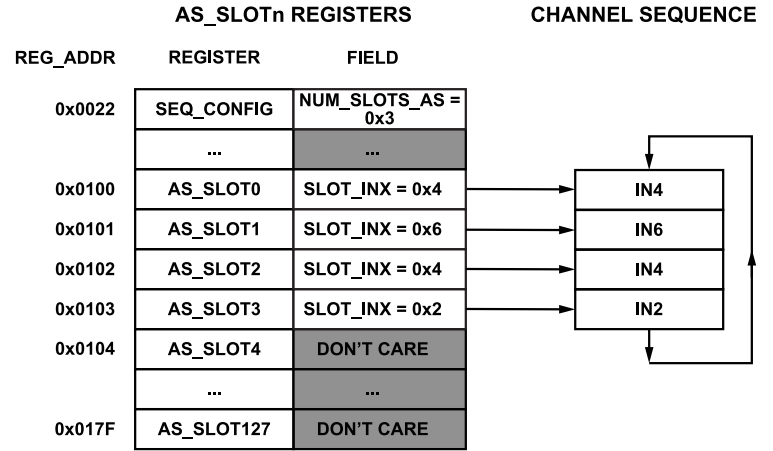 AS_SLOTn REGISTERS CHANNEL SEQUENCE
REG_ADDR REGISTER FIELD
0x0022 SEQ_CONFIG NUM_SLOTS_AS =
0x3
... ...
0x0100 AS_SLOT0 SLOT_INX = 0x4 IN4
0x0101 AS_SLOT1 SLOT_INX = 0x6 IN6
0x0102 AS_SLOT2 SLOT_INX = 0x4 IN4
0x0103 AS_SLOT3 SLOT_INX = 0x2 IN2
0x0104 AS_SLOT4 DON'T CARE
... ...
0x017F AS_SLOT127 DON'T CARE